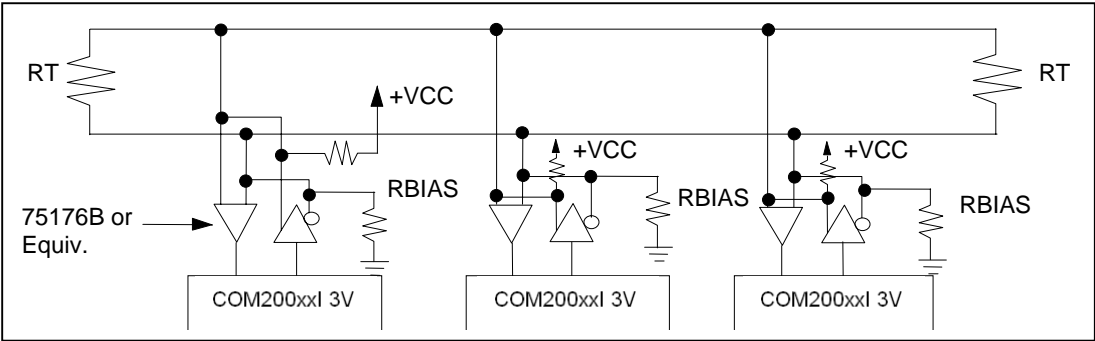 RT
RT
+VCC
+VCC
+VCC
RBIAS
RBIAS
RBIAS
75176B or
Equiv.
COM200xxI 3V
COM200xxI 3V
COM200xxI 3V